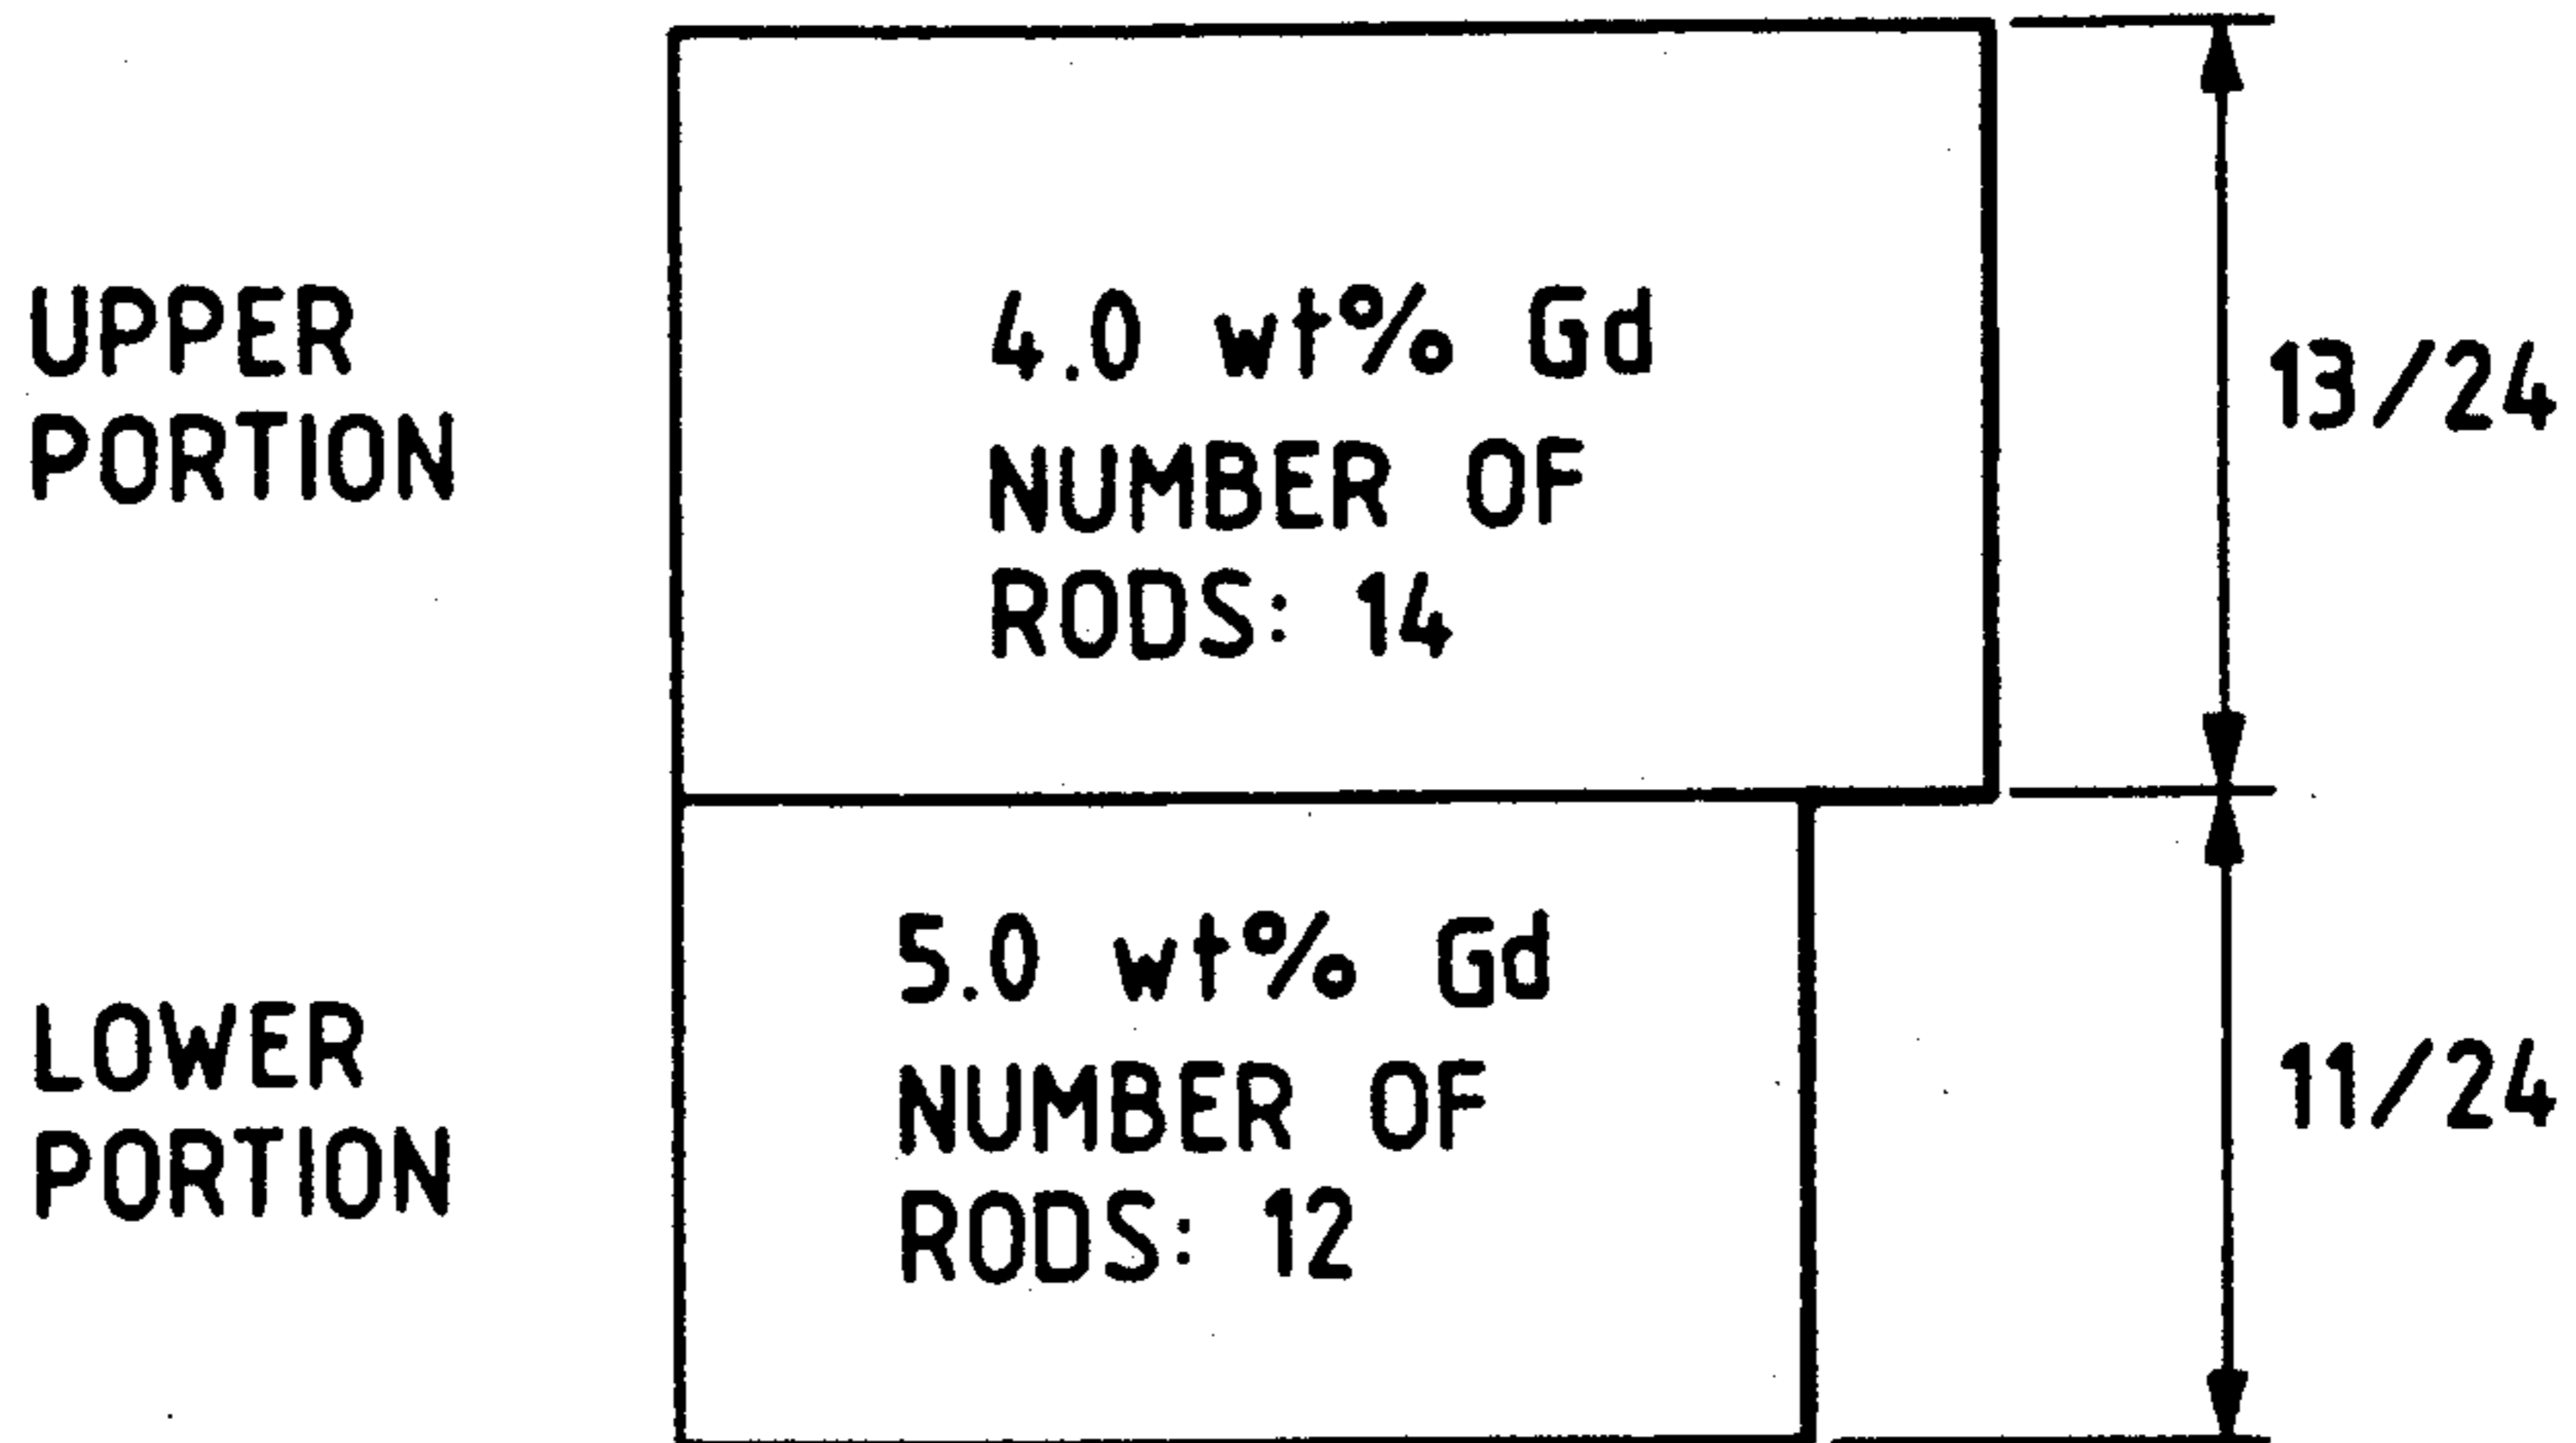 UPPER
PORTION
4.0 wt% Gd
NUMBER OF
RODS: 14
13/24
LOWER
PORTION
5.0 wt% Gd
NUMBER OF
RODS: 12
11/24